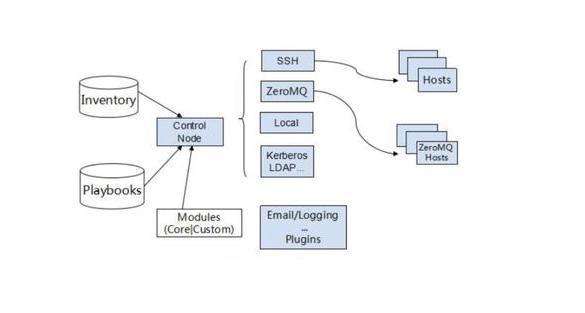 Inventory
Playbooks
Control
Node
Modules
(Core|Custom)
SSH
ZeroMQ
Local
Kerberos
LDAP...
Email/Logging
...
Plugins
Hosts
ZeroMQ
Hosts